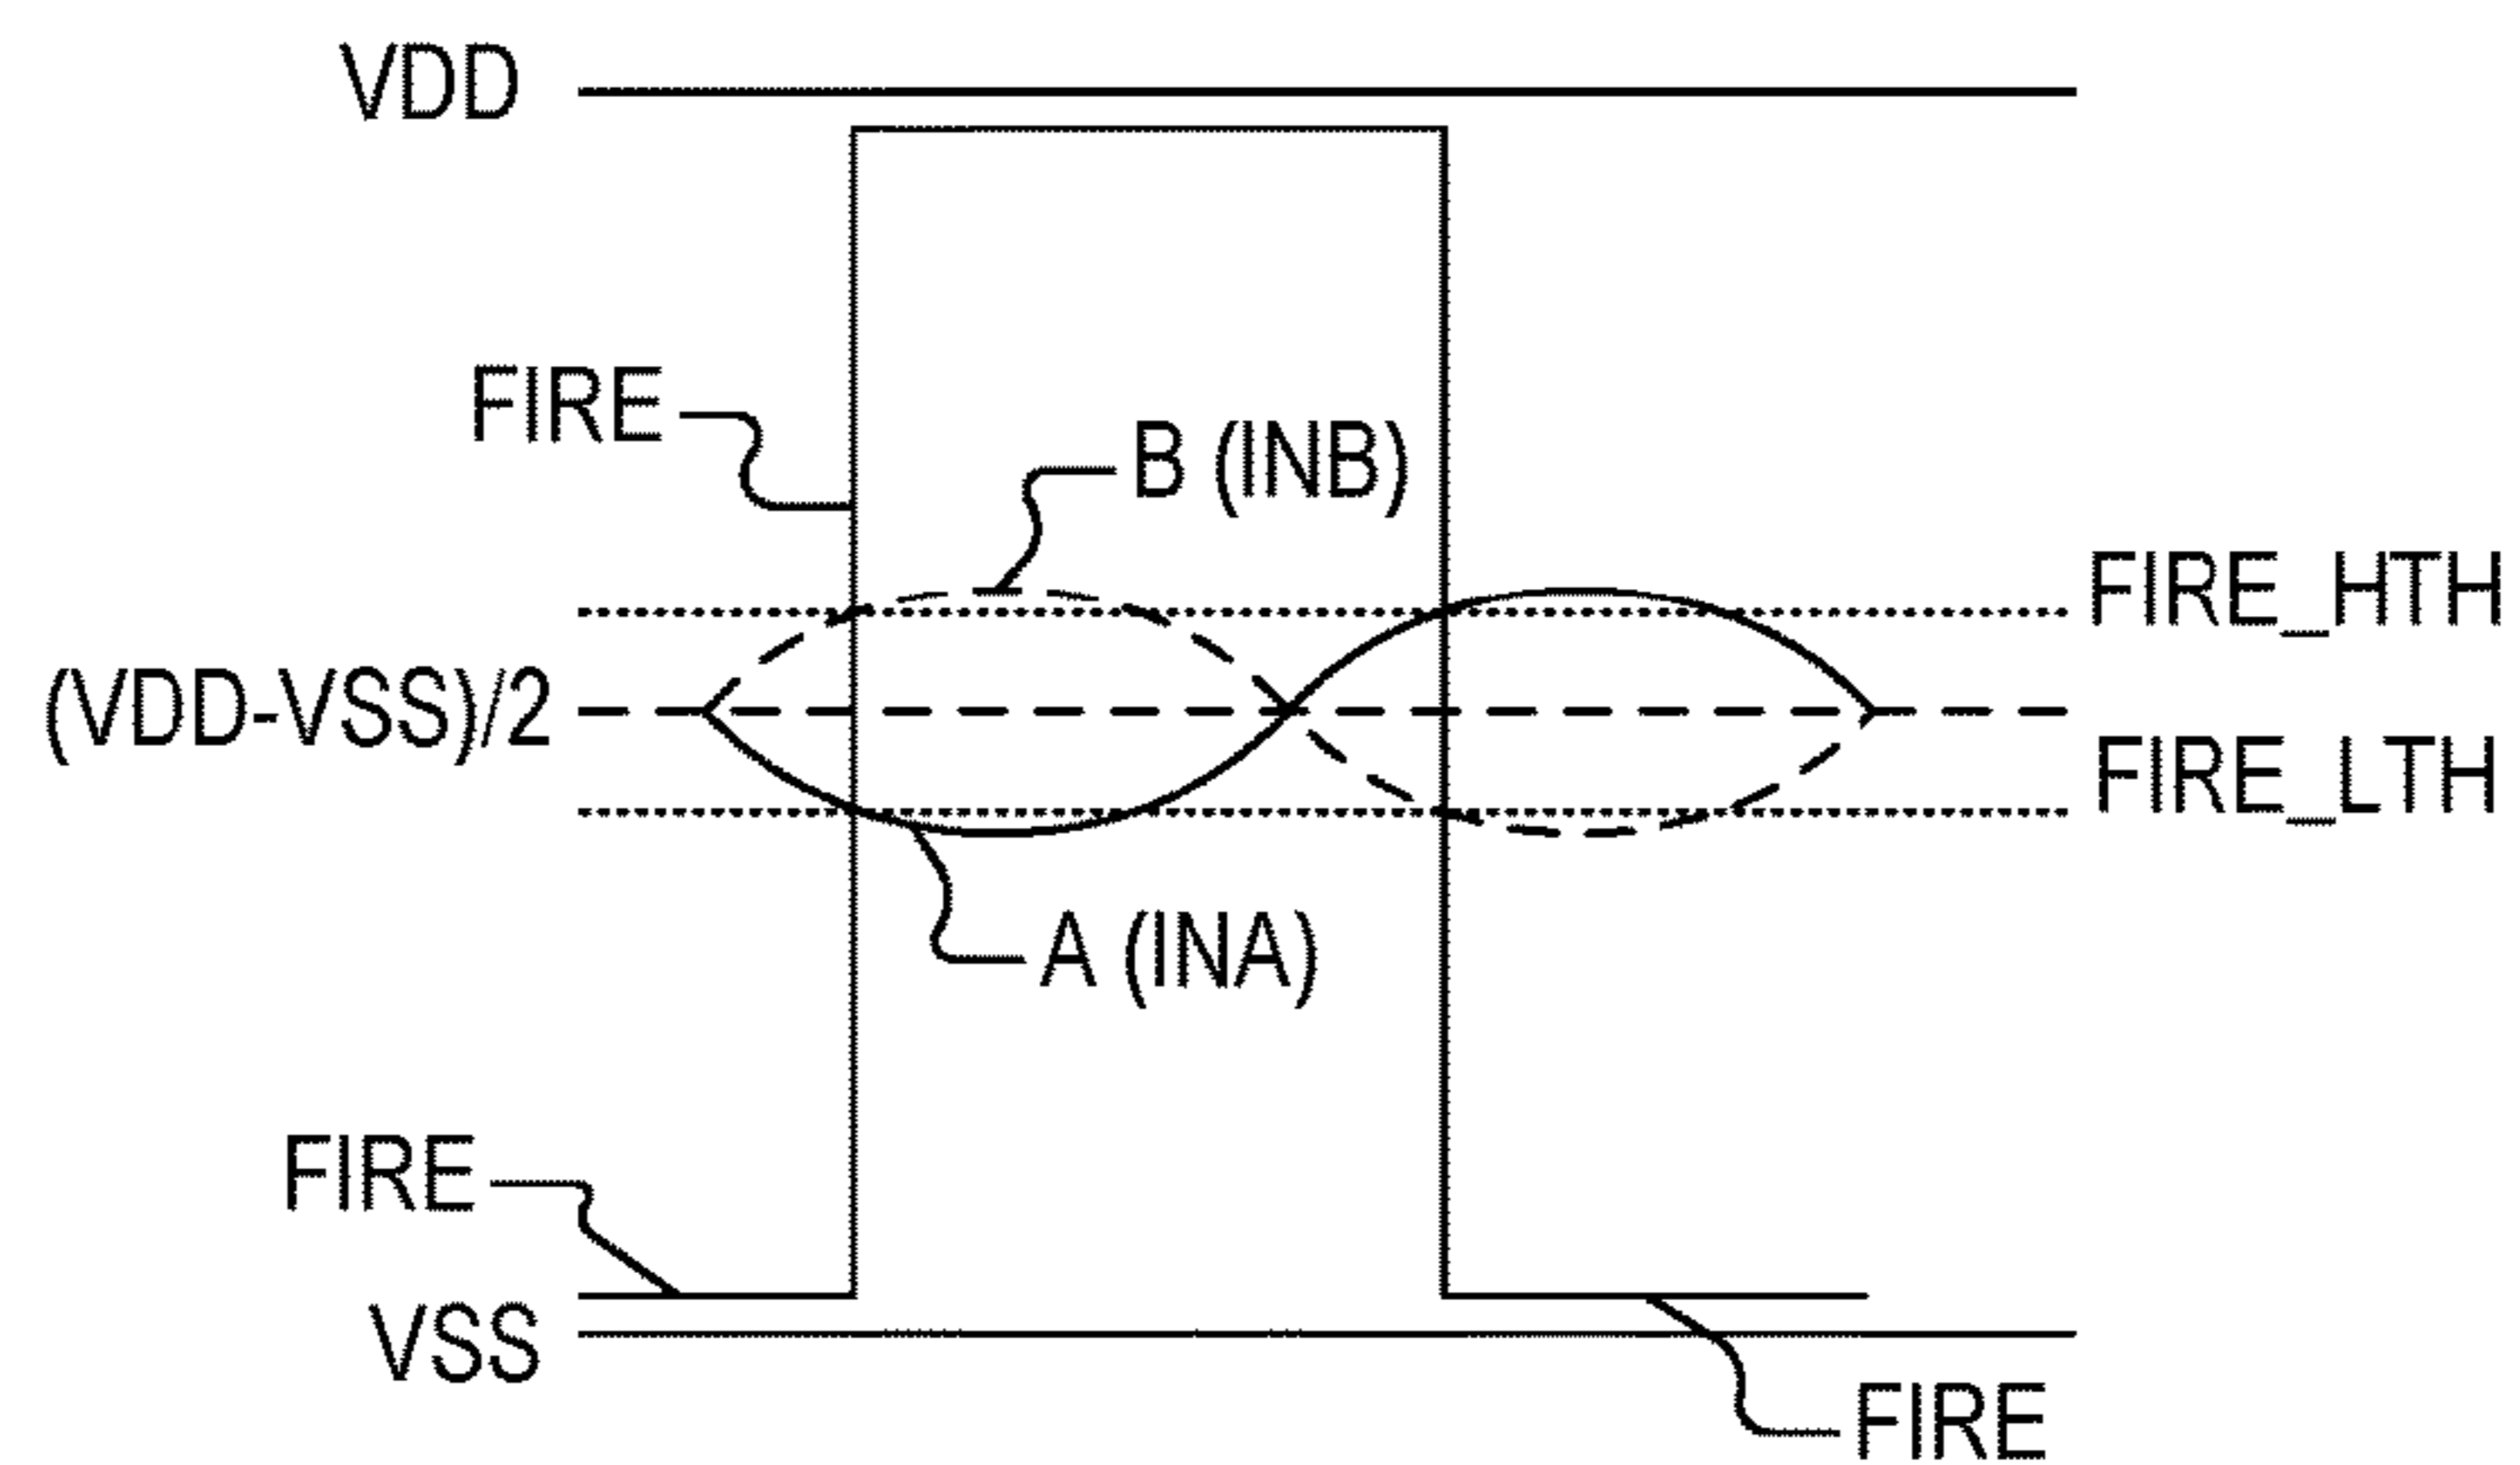 VDD
FIRE
B (INB)
FIRE_HTH
(VDD-VSS)/2
FIRE_LTH
A (INA)
FIRE
VSS
FIRE